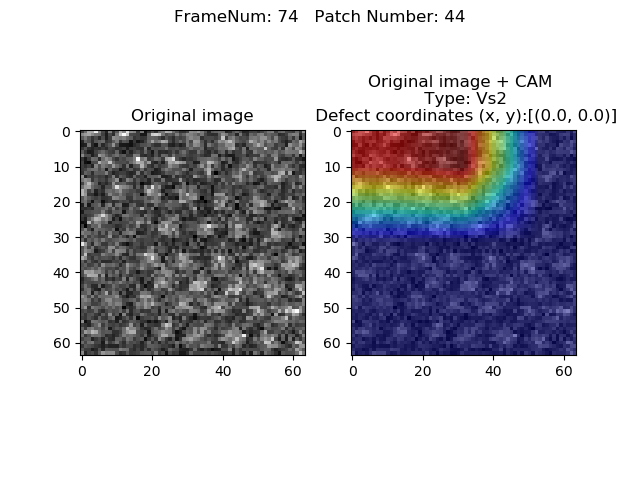 FrameNum: 74   Patch Number: 44
Original image
Original image + CAM
Type: Vs2
Defect coordinates (x, y):[(0.0, 0.0)]
0
10
20
30
40
50
60
0 20 40 60
0
10
20
30
40
50
60
0 20 40 60